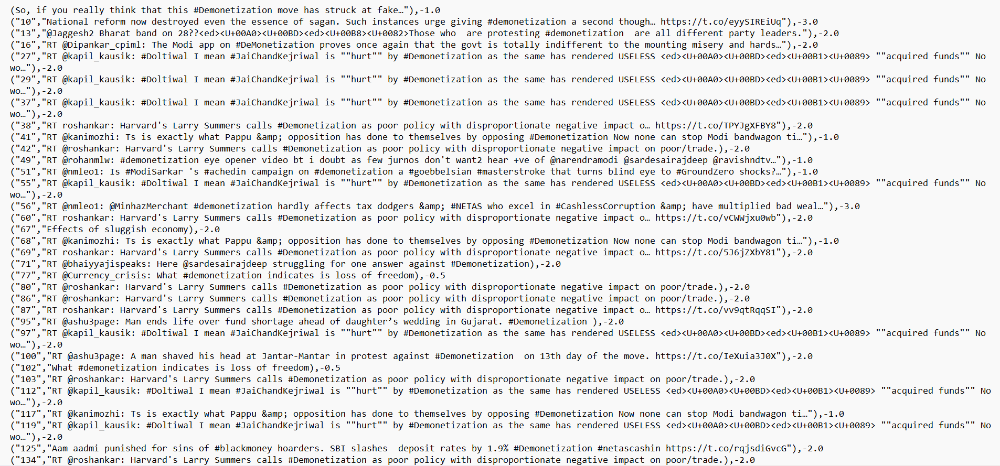 (So, if you really think that this #Demonetization move has struck at fake…"),-1.0
("10","National reform now destroyed even the essence of sagan. Such instances urge giving #demonetization a second though… https://t.co/eyySIREiUq"),-3.0
("13","@Jaggesh2 Bharat band on 28??<ed><U+00A0><U+00BD><ed><U+00B8><U+0082>Those who  are protesting #demonetization  are all different party leaders."),-2.0
("16","RT @Dipankar_cpiml: The Modi app on #DeMonetization proves once again that the govt is totally indifferent to the mounting misery and hards…"),-2.0
("27","RT @kapil_kausik: #Doltiwal I mean #JaiChandKejriwal is ""hurt"" by #Demonetization as the same has rendered USELESS <ed><U+00A0><U+00BD><ed><U+00B1><U+0089> ""acquired funds"" No
wo…"),-2.0
("29","RT @kapil_kausik: #Doltiwal I mean #JaiChandKejriwal is ""hurt"" by #Demonetization as the same has rendered USELESS <ed><U+00A0><U+00BD><ed><U+00B1><U+0089> ""acquired funds"" No
wo…"),-2.0
("37","RT @kapil_kausik: #Doltiwal I mean #JaiChandKejriwal is ""hurt"" by #Demonetization as the same has rendered USELESS <ed><U+00A0><U+00BD><ed><U+00B1><U+0089> ""acquired funds"" No
wo…"),-2.0
("38","RT roshankar: Harvard's Larry Summers calls #Demonetization as poor policy with disproportionate negative impact o… https://t.co/TPYJgXFBY8"),-2.0
("41","RT @kanimozhi: Ts is exactly what Pappu &amp; opposition has done to themselves by opposing #Demonetization Now none can stop Modi bandwagon ti…"),-1.0
("42","RT @roshankar: Harvard's Larry Summers calls #Demonetization as poor policy with disproportionate negative impact on poor/trade.),-2.0
("49","RT @rohanmlw: #demonetization eye opener video bt i doubt as few jurnos don't want2 hear +ve of @narendramodi @sardesairajdeep @ravishndtv…"),-1.0
("51","RT @nmleo1: Is #ModiSarkar 's #achedin campaign on #demonetization a #goebbelsian #masterstroke that turns blind eye to #GroundZero shocks?…"),-1.0
("55","RT @kapil_kausik: #Doltiwal I mean #JaiChandKejriwal is ""hurt"" by #Demonetization as the same has rendered USELESS <ed><U+00A0><U+00BD><ed><U+00B1><U+0089> ""acquired funds"" No
wo…"),-2.0
("56","RT @nmleo1: @MinhazMerchant #demonetization hardly affects tax dodgers &amp; #NETAS who excel in #CashlessCorruption &amp; have multiplied bad weal…"),-3.0
("60","RT roshankar: Harvard's Larry Summers calls #Demonetization as poor policy with disproportionate negative impact o… https://t.co/vCWWjxu0wb"),-2.0
("67","Effects of sluggish economy),-2.0
("68","RT @kanimozhi: Ts is exactly what Pappu &amp; opposition has done to themselves by opposing #Demonetization Now none can stop Modi bandwagon ti…"),-1.0
("69","RT roshankar: Harvard's Larry Summers calls #Demonetization as poor policy with disproportionate negative impact o… https://t.co/5J6jZXbY81"),-2.0
("71","RT @bhaiyyajispeaks: Here @sardesairajdeep struggling for one answer against #Demonetization),-2.0
("77","RT @Currency_crisis: What #demonetization indicates is loss of freedom),-0.5
("80","RT @roshankar: Harvard's Larry Summers calls #Demonetization as poor policy with disproportionate negative impact on poor/trade.),-2.0
("86","RT @roshankar: Harvard's Larry Summers calls #Demonetization as poor policy with disproportionate negative impact on poor/trade.),-2.0
("87","RT roshankar: Harvard's Larry Summers calls #Demonetization as poor policy with disproportionate negative impact o… https://t.co/vv9qtRqqSI"),-2.0
("95","RT @ashu3page: Man ends life over fund shortage ahead of daughter’s wedding in Gujarat. #Demonetization ),-2.0
("97","RT @kapil_kausik: #Doltiwal I mean #JaiChandKejriwal is ""hurt"" by #Demonetization as the same has rendered USELESS <ed><U+00A0><U+00BD><ed><U+00B1><U+0089> ""acquired funds"" No
wo…"),-2.0
("100","RT @ashu3page: A man shaved his head at Jantar-Mantar in protest against #Demonetization  on 13th day of the move. https://t.co/IeXuia3J0X"),-2.0
("102","What #demonetization indicates is loss of freedom),-0.5
("103","RT @roshankar: Harvard's Larry Summers calls #Demonetization as poor policy with disproportionate negative impact on poor/trade.),-2.0
("112","RT @kapil_kausik: #Doltiwal I mean #JaiChandKejriwal is ""hurt"" by #Demonetization as the same has rendered USELESS <ed><U+00A0><U+00BD><ed><U+00B1><U+0089> ""acquired funds"" No
wo…"),-2.0
("117","RT @kanimozhi: Ts is exactly what Pappu &amp; opposition has done to themselves by opposing #Demonetization Now none can stop Modi bandwagon ti…"),-1.0
("119","RT @kapil_kausik: #Doltiwal I mean #JaiChandKejriwal is ""hurt"" by #Demonetization as the same has rendered USELESS <ed><U+00A0><U+00BD><ed><U+00B1><U+0089> ""acquired funds"" No
wo…"),-2.0
("125","Aam aadmi punished for sins of #blackmoney hoarders. SBI slashes  deposit rates by 1.9% #Demonetization #netascashin https://t.co/rqjsdiGvcG"),-2.0
("134","RT @roshankar: Harvard's Larry Summers calls #Demonetization as poor policy with disproportionate negative impact on poor/trade.),-2.0